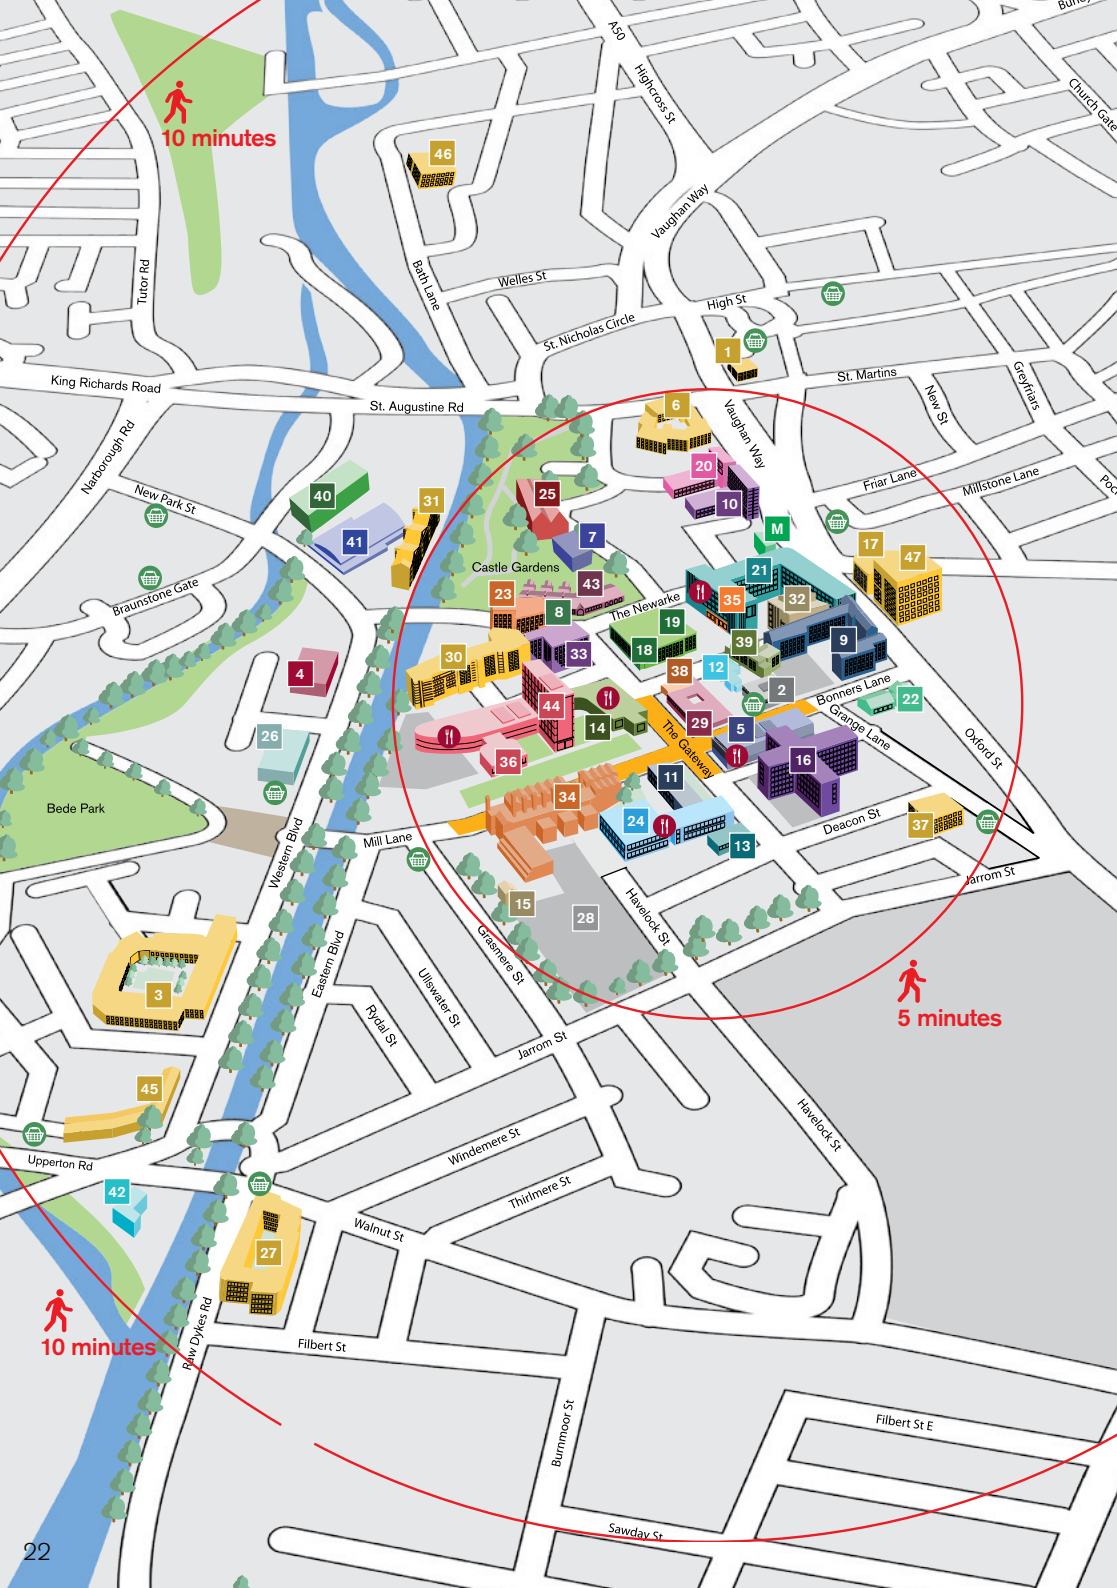 A50
Highcross St
Burley
Church Gate
10 minutes
46
Vaughan Way
Tutor Rd
Bath Lane
Welles St
High St
St. Nicholas Circle
1
St. Martins
King Richards Road
St. Augustine Rd
Greyfriars
New St
6
Vaughan Way
Narborough Rd
New Park St
20
Friar Lane
Millstone Lane
Poc
40
31
25
10
41
7
M
17
47
Castle Gardens
21
Braunstone Gate
23
43
The Newarke
35
32
8
19
18
39
9
30
33
4
38
12
2
Bonners Lane
22
44
14
29
5
Grange Lane
26
The Gateway
Oxford St
36
16
11
Bede Park
34
24
Deacon St
37
Mill Lane
13
Western Blvd
Jarrom St
15
28
Havelock St
Grasmere St
Eastern Blvd
Ullswater St
3
Rydal St
5 minutes
Jarrom St
45
Havelock St
Upperton Rd
Windemere St
42
Thirlmere St
Walnut St
27
10 minutes
Raw Dykes Rd
Filbert St
Burnmoor St
Filbert St E
Sawday St
22